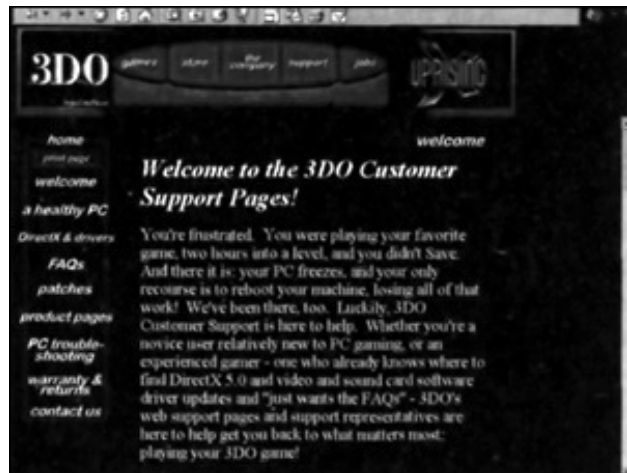 3DO
games store the company support jobs
UPRISING
home
print page
welcome
a healthy PC
DirectX & drivers
FAQs
patches
product pages
PC trouble-
shooting
warranty &
returns
contact us
welcome
Welcome to the 3DO Customer
Support Pages!
You're frustrated. You were playing your favorite
game, two hours into a level, and you didn't Save.
And there it is: your PC freezes, and your only
recourse is to reboot your machine, losing all of that
work! We've been there, too. Luckily, 3DO
Customer Support is here to help. Whether you're a
novice user relatively new to PC gaming, or an
experienced gamer - one who already knows where to
find DirectX 5.0 and video and sound card software
driver updates and "just wants the FAQs" - 3DO's
web support pages and support representatives are
here to help get you back to what matters most:
playing your 3DO game!